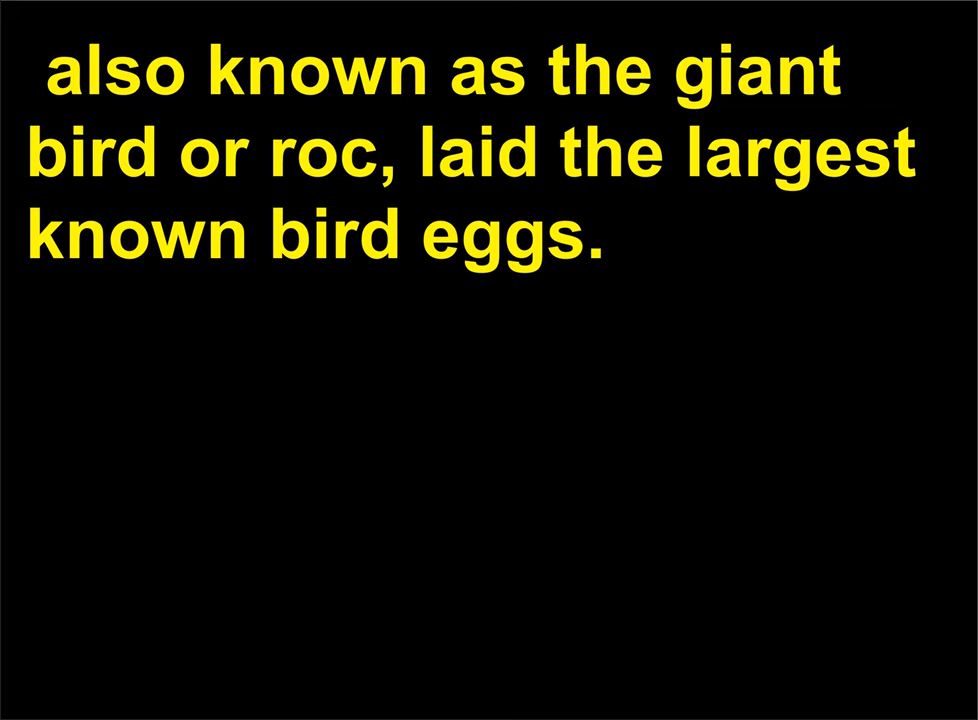 also known as the giant
bird or roc, laid the largest
known bird eggs.